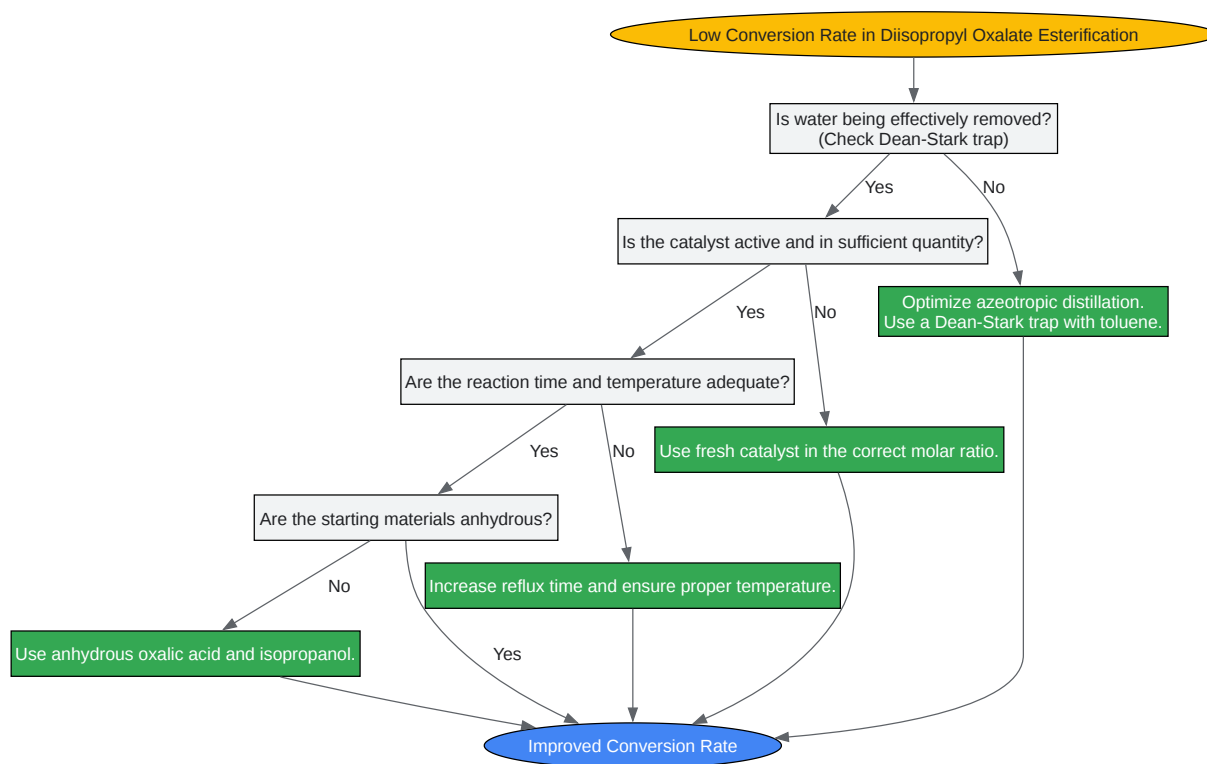 Low Conversion Rate in Diisopropyl Oxalate Esterification
Is water being effectively removed?
(Check Dean-Stark trap)
Yes
No
Is the catalyst active and in sufficient quantity?
Optimize azeotropic distillation.
Use a Dean-Stark trap with toluene.
Yes
No
Are the reaction time and temperature adequate?
Use fresh catalyst in the correct molar ratio.
Yes
No
Are the starting materials anhydrous?
Increase reflux time and ensure proper temperature.
No
Yes
Use anhydrous oxalic acid and isopropanol.
Improved Conversion Rate